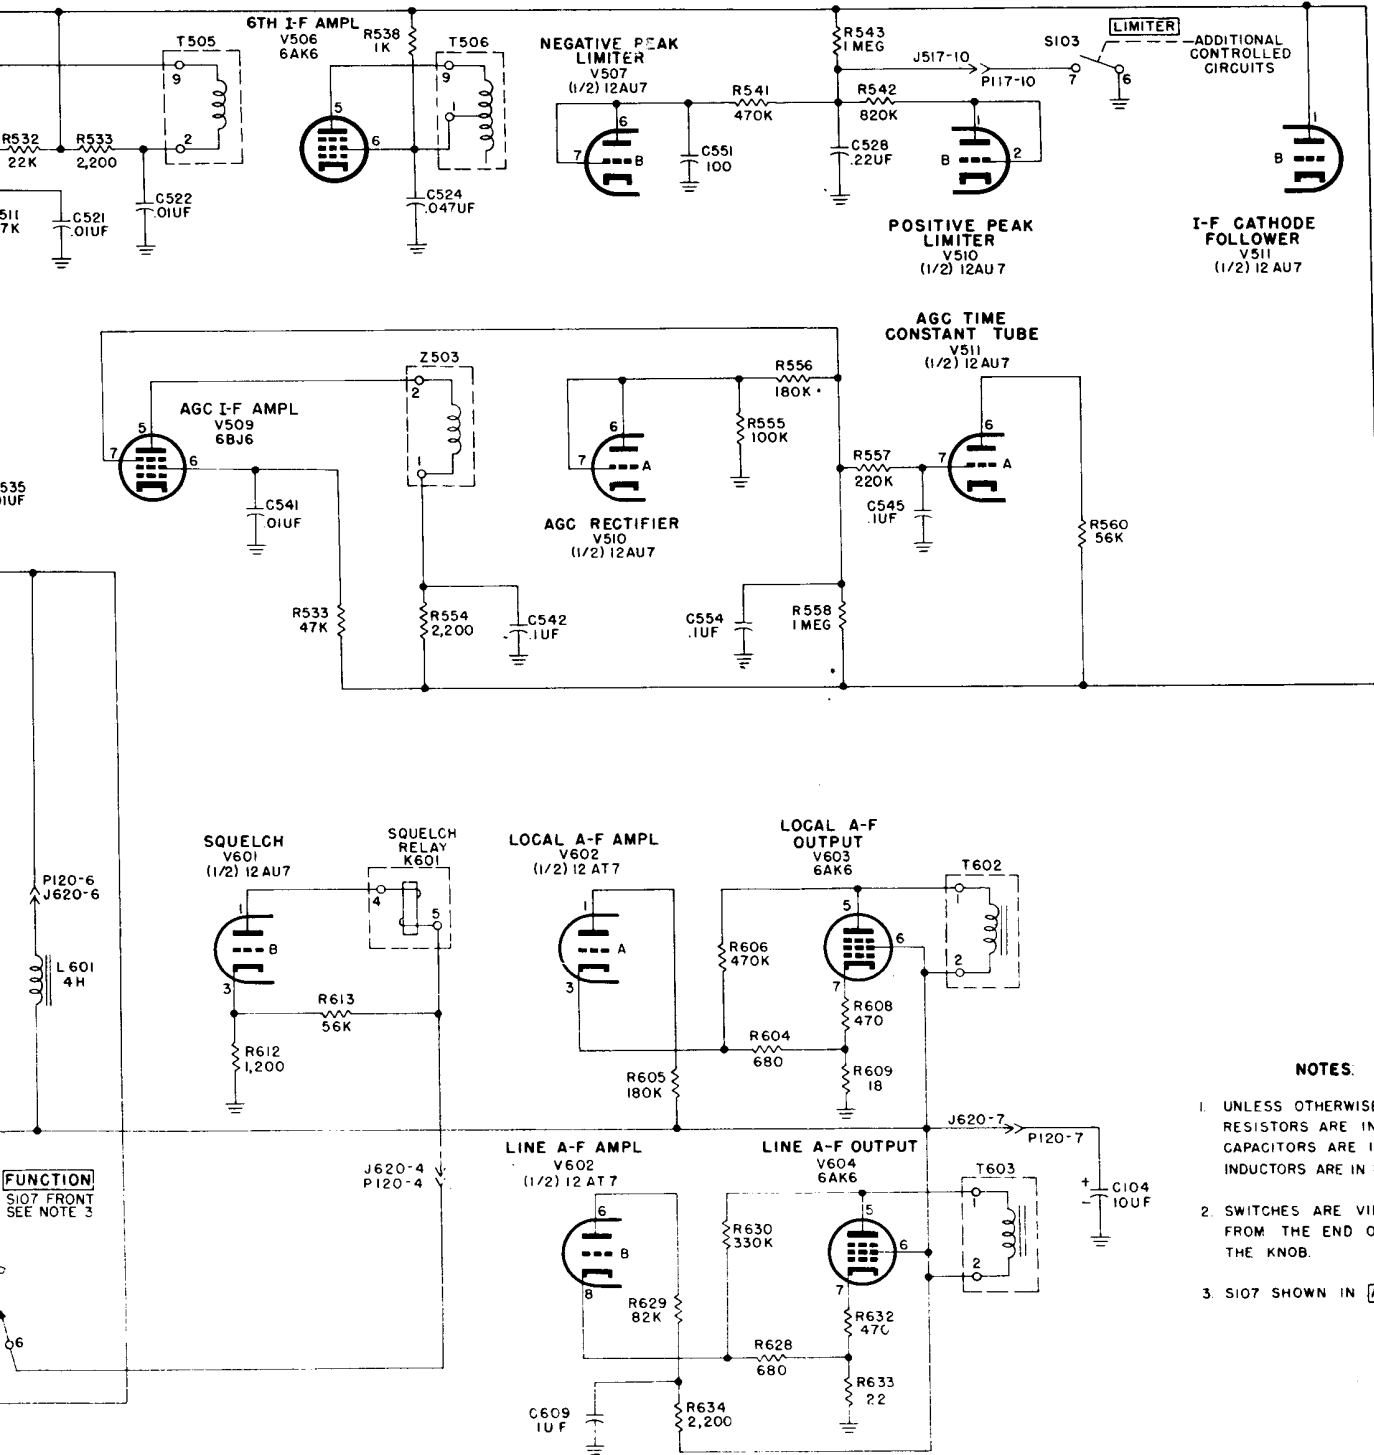 6TH I-F AMPL
V506
6AK6
R538
1K
T505
9
2
T506
9
1
5
6
R532
22K
R533
2,200
C522
.01UF
C521
.01UF
511
7K
C524
.047UF
NEGATIVE PEAK
LIMITER
V507
(1/2) 12AU7
6
7
B
C551
100
R541
470K
R543
1MEG
R542
820K
C528
.22UF
J517-10
P117-10
S103
7
6
LIMITER
ADDITIONAL
CONTROLLED
CIRCUITS
1
B
2
POSITIVE PEAK
LIMITER
V510
(1/2) 12AU7
1
B
I-F CATHODE
FOLLOWER
V511
(1/2) 12AU7
AGC TIME
CONSTANT TUBE
V511
(1/2) 12AU7
6
7
A
AGC I-F AMPL
V509
6BJ6
5
7
6
Z503
2
1
C541
.01UF
535
01UF
R556
180K
R555
100K
6
7
A
AGC RECTIFIER
V510
(1/2) 12AU7
R557
220K
C545
.1UF
R560
56K
R533
47K
R554
2,200
C542
.1UF
C554
.1UF
R558
1MEG
P120-6
J620-6
L601
4H
SQUELCH
V601
(1/2) 12AU7
1
B
3
SQUELCH
RELAY
K601
4
5
R613
56K
R612
1,200
LOCAL A-F AMPL
V602
(1/2) 12AT7
1
A
3
LOCAL A-F
OUTPUT
V603
6AK6
5
6
7
T602
1
2
R606
470K
R608
470
R604
680
R609
18
R605
180K
J620-7
P120-7
C104
10UF
+
-
J620-4
P120-4
FUNCTION
S107 FRONT
SEE NOTE 3
6
LINE A-F AMPL
V602
(1/2) 12AT7
6
B
8
LINE A-F OUTPUT
V604
6AK6
5
6
7
T603
1
2
R630
330K
R629
82K
R632
470
R628
680
R633
22
C609
1UF
R634
2,200
NOTES:
1. UNLESS OTHERWISE
RESISTORS ARE IN
CAPACITORS ARE I
INDUCTORS ARE IN
2. SWITCHES ARE VI
FROM THE END O
THE KNOB.
3. S107 SHOWN IN